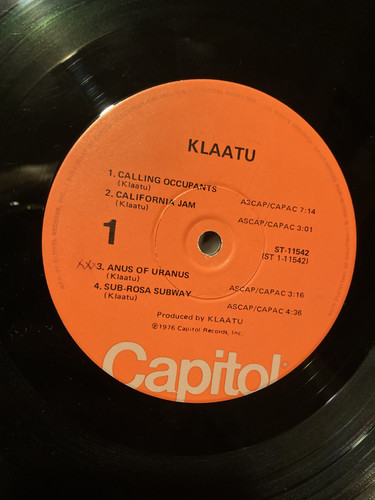 KLAATU
1. CALLING OCCUPANTS
(Klaatu) ASCAP/CAPAC 7:14
2. CALIFORNIA JAM
(Klaatu) ASCAP/CAPAC 3:01
1
ST-11542
(ST 1-11542)
xxx3. ANUS OF URANUS
(Klaatu) ASCAP/CAPAC 3:16
4. SUB-ROSA SUBWAY
(Klaatu) ASCAP/CAPAC 4:36
Produced by KLAATU
℗©1976 Capitol Records, Inc.
Capitol®